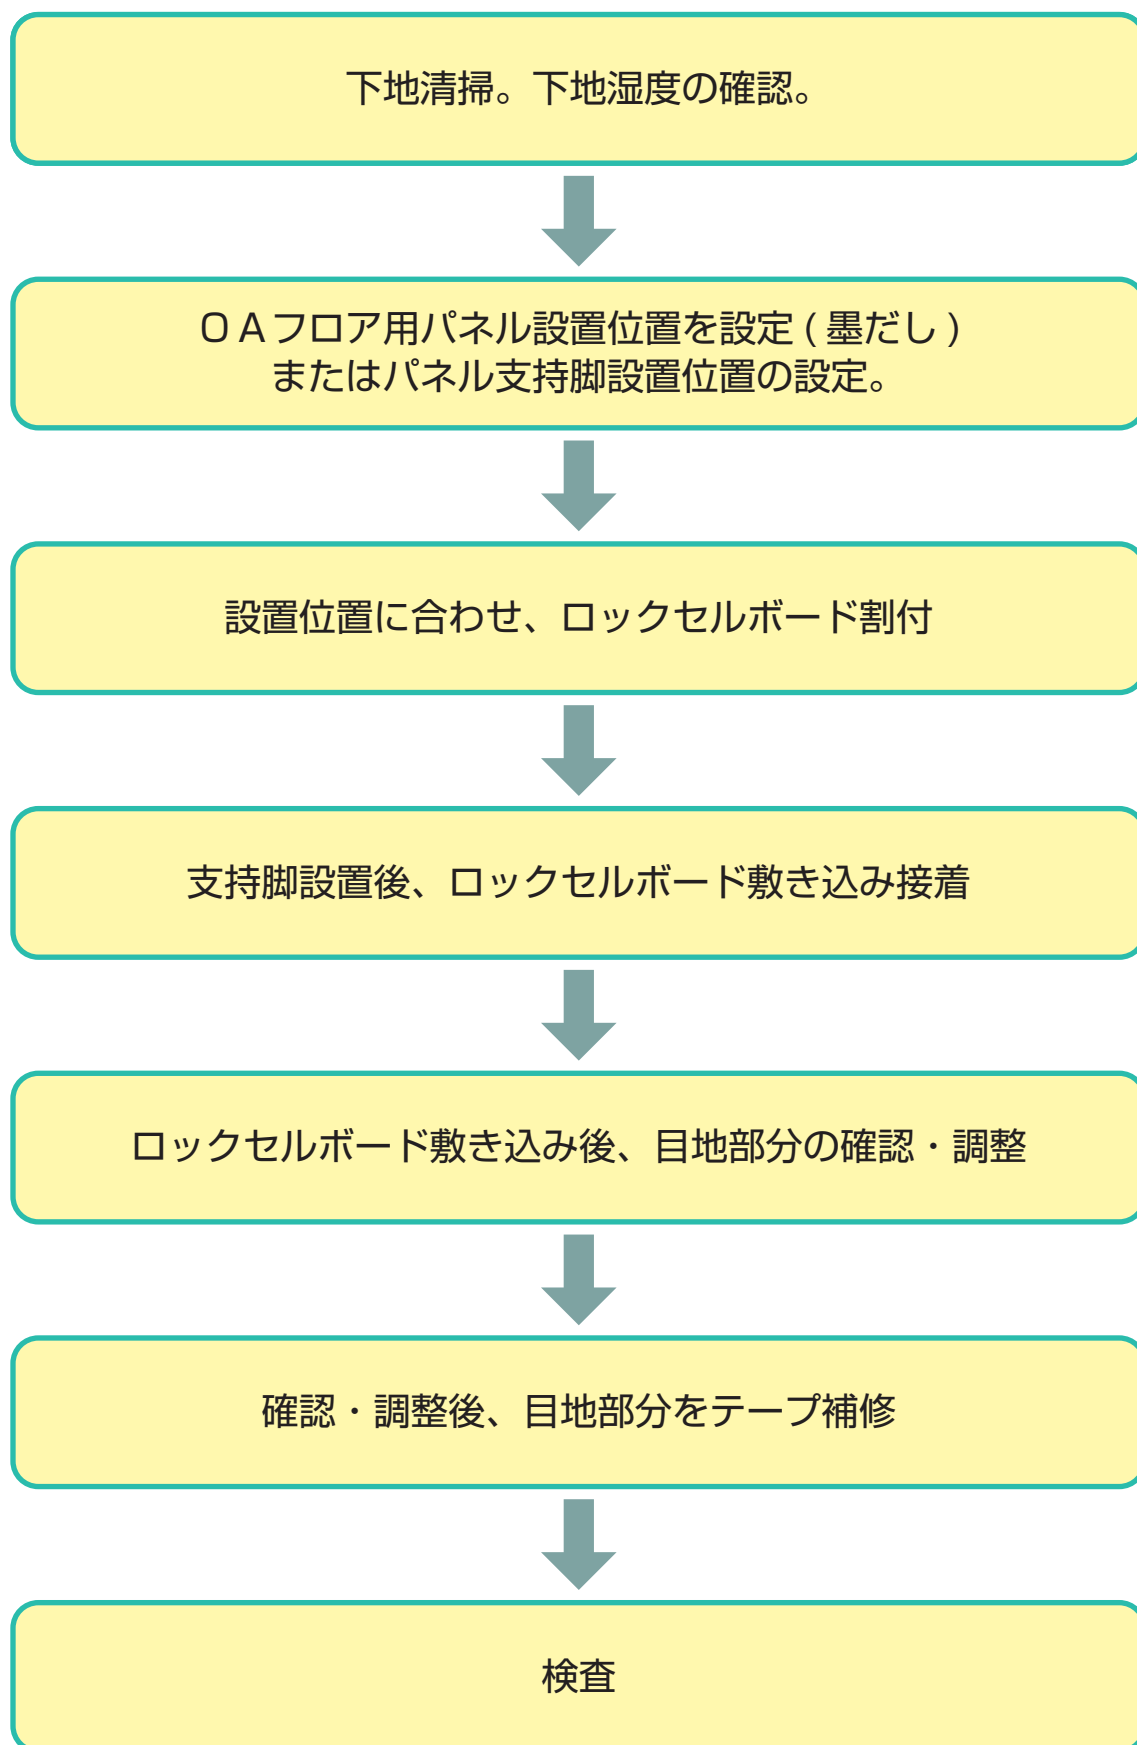 下地清掃。下地湿度の確認。
ＯＡフロア用パネル設置位置を設定 ( 墨だし )
またはパネル支持脚設置位置の設定。
設置位置に合わせ、ロックセルボード割付
支持脚設置後、ロックセルボード敷き込み接着
ロックセルボード敷き込み後、目地部分の確認・調整
確認・調整後、目地部分をテープ補修
検査